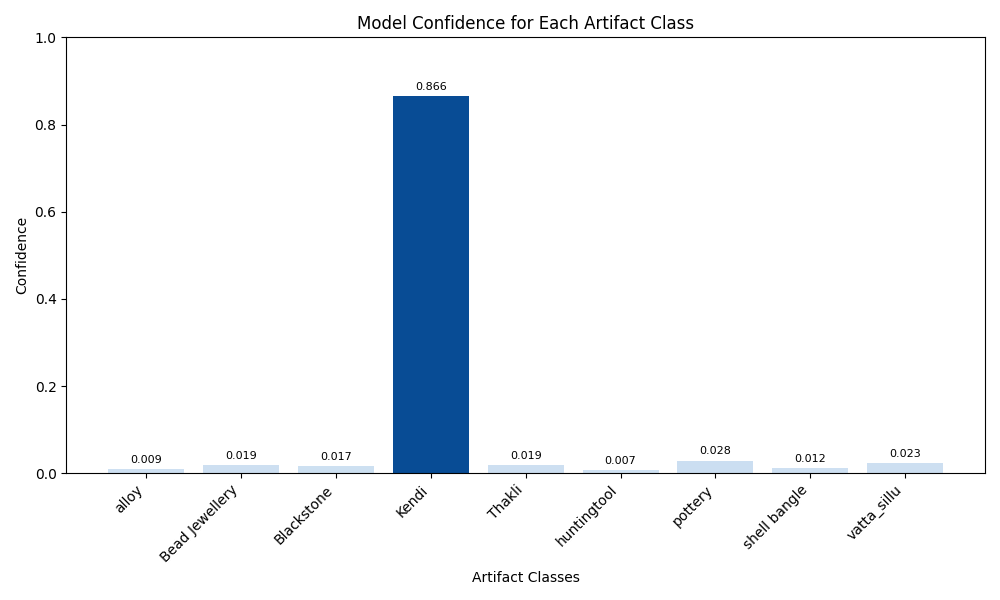 Model Confidence for Each Artifact Class
1.0
0.8
0.6
0.4
0.2
0.0
Confidence
0.009
0.019
0.017
0.866
0.019
0.007
0.028
0.012
0.023
alloy
Bead Jewellery
Blackstone
Kendi
Thakli
huntingtool
pottery
shell bangle
vatta_sillu
Artifact Classes